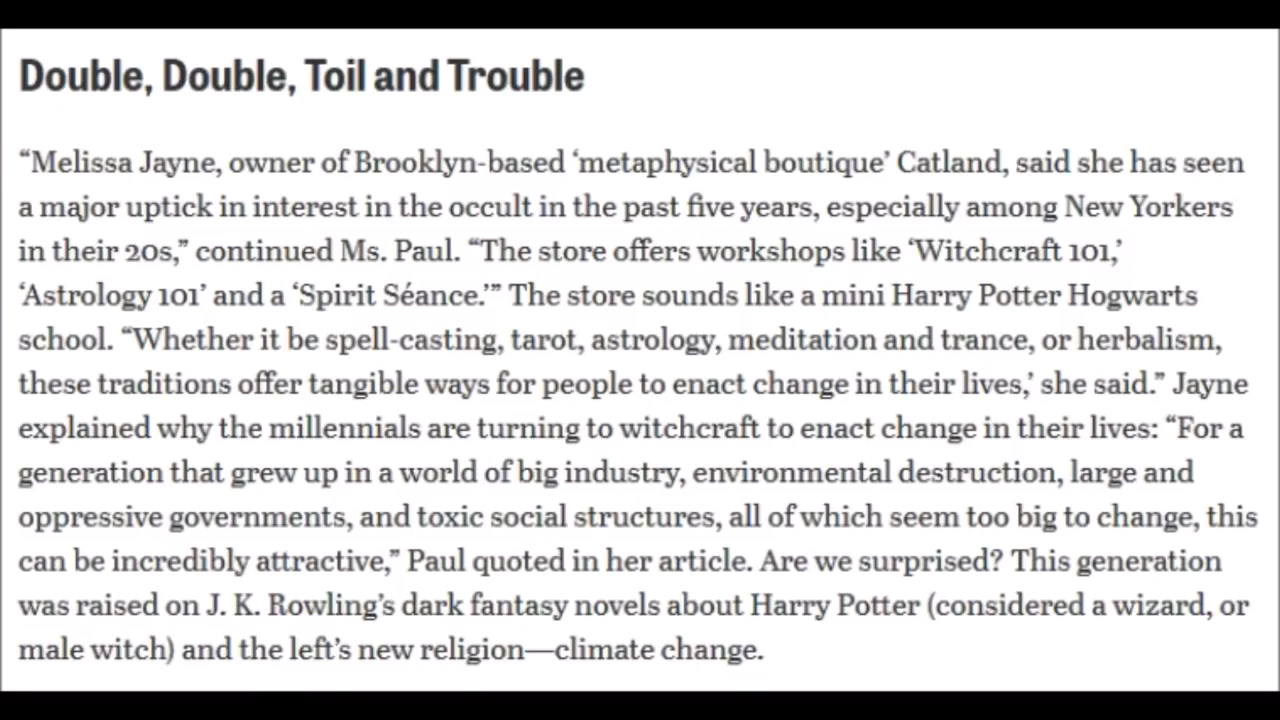 Double, Double, Toil and Trouble
“Melissa Jayne, owner of Brooklyn-based ‘metaphysical boutique’ Catland, said she has seen
a major uptick in interest in the occult in the past five years, especially among New Yorkers
in their 20s,” continued Ms. Paul. “The store offers workshops like ‘Witchcraft 101,’
‘Astrology 101’ and a ‘Spirit Séance.’” The store sounds like a mini Harry Potter Hogwarts
school. “Whether it be spell-casting, tarot, astrology, meditation and trance, or herbalism,
these traditions offer tangible ways for people to enact change in their lives,’ she said.” Jayne
explained why the millennials are turning to witchcraft to enact change in their lives: “For a
generation that grew up in a world of big industry, environmental destruction, large and
oppressive governments, and toxic social structures, all of which seem too big to change, this
can be incredibly attractive,” Paul quoted in her article. Are we surprised? This generation
was raised on J. K. Rowling’s dark fantasy novels about Harry Potter (considered a wizard, or
male witch) and the left’s new religion—climate change.